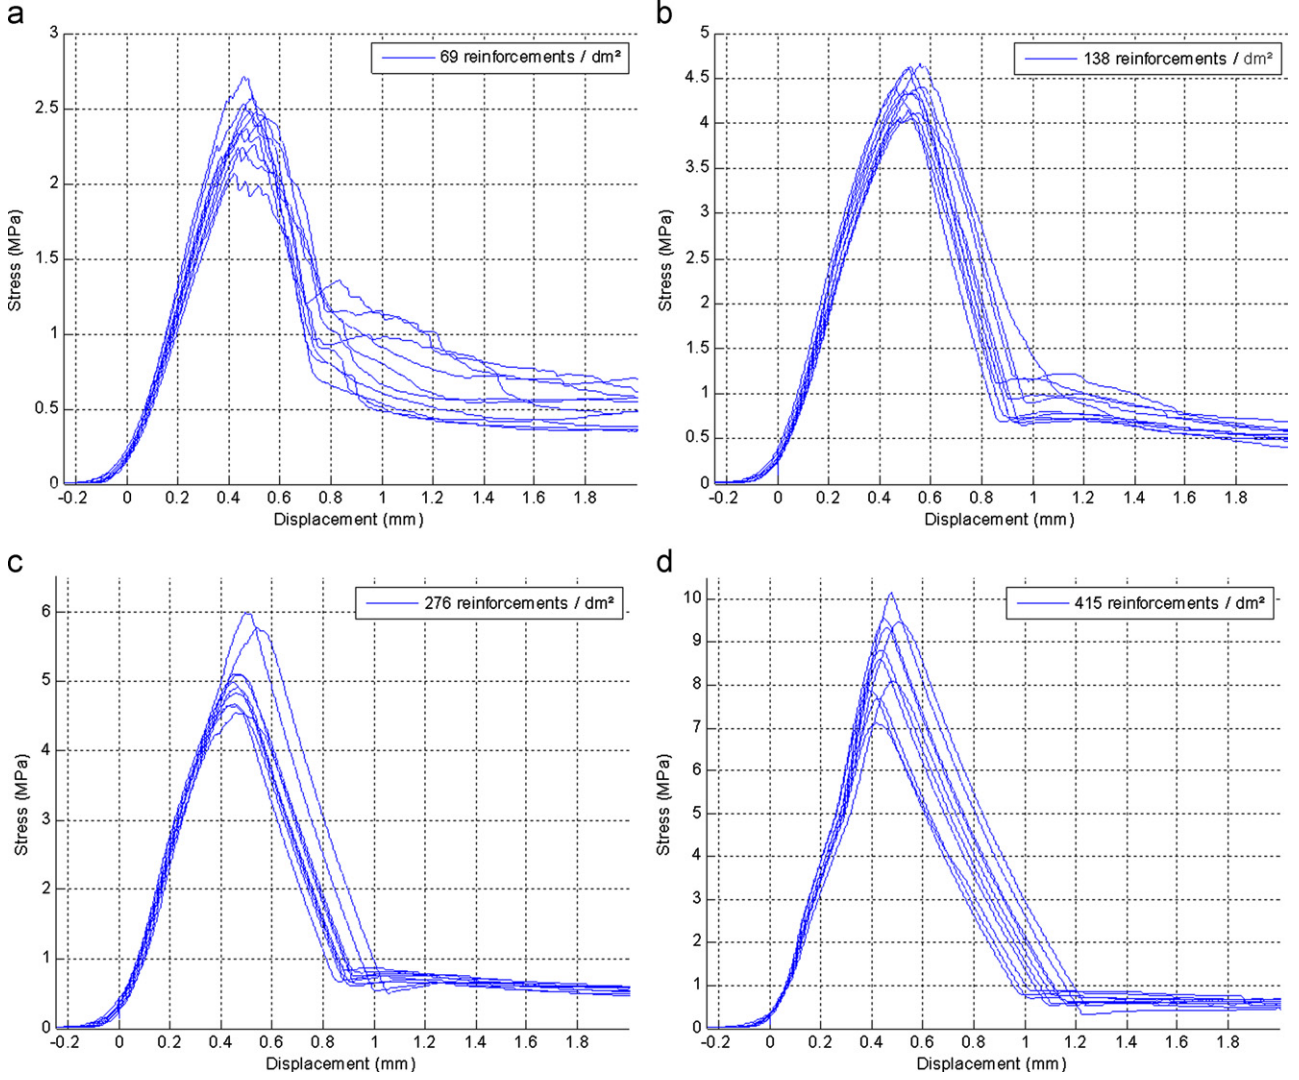 a
3
2.5
2
1.5
1
0.5
0
Stress (MPa)
69 reinforcements / dm²
-0.2 0 0.2 0.4 0.6 0.8 1 1.2 1.4 1.6 1.8
Displacement (mm)
b
5
4.5
4
3.5
3
2.5
2
1.5
1
0.5
0
Stress (MPa)
138 reinforcements / dm²
-0.2 0 0.2 0.4 0.6 0.8 1 1.2 1.4 1.6 1.8
Displacement (mm)
c
6
5
4
3
2
1
0
Stress (MPa)
276 reinforcements / dm²
-0.2 0 0.2 0.4 0.6 0.8 1 1.2 1.4 1.6 1.8
Displacement (mm)
d
10
9
8
7
6
5
4
3
2
1
0
Stress (MPa)
415 reinforcements / dm²
-0.2 0 0.2 0.4 0.6 0.8 1 1.2 1.4 1.6 1.8
Displacement (mm)